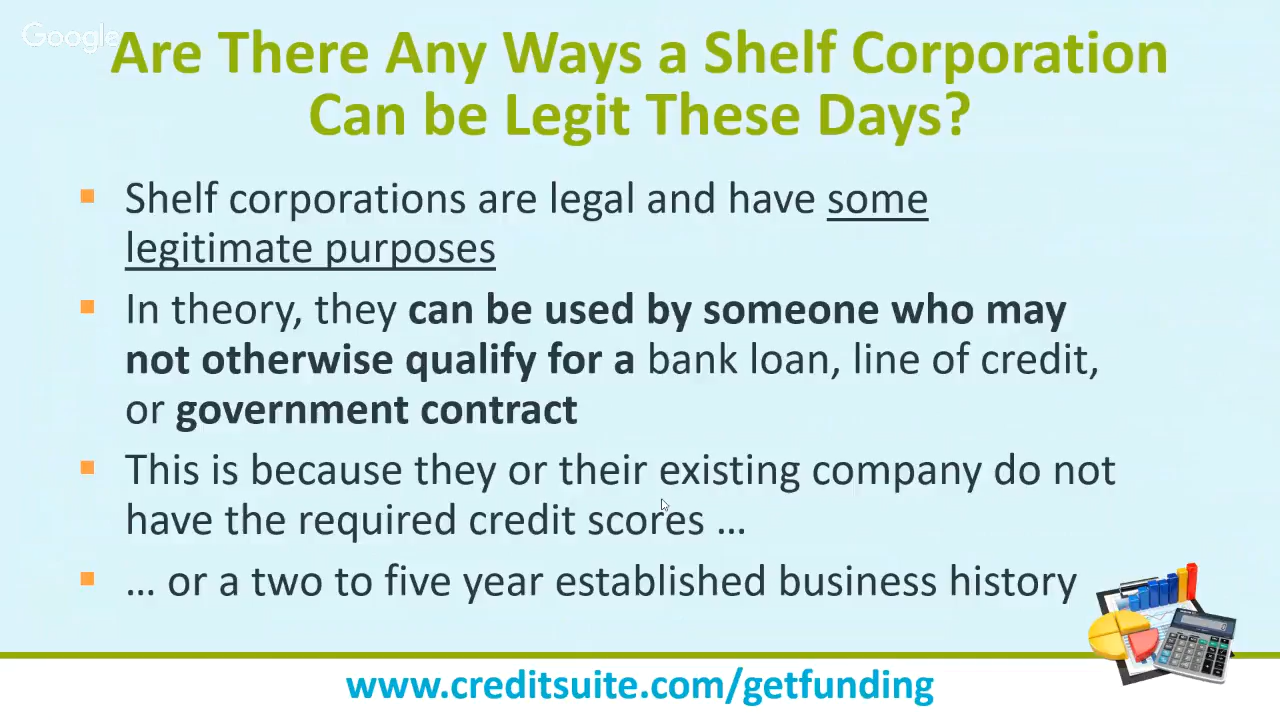 Google
Are There Any Ways a Shelf Corporation
Can be Legit These Days?
Shelf corporations are legal and have some
legitimate purposes
In theory, they can be used by someone who may
not otherwise qualify for a bank loan, line of credit,
or government contract
This is because they or their existing company do not
have the required credit scores …
… or a two to five year established business history
www.creditsuite.com/getfunding